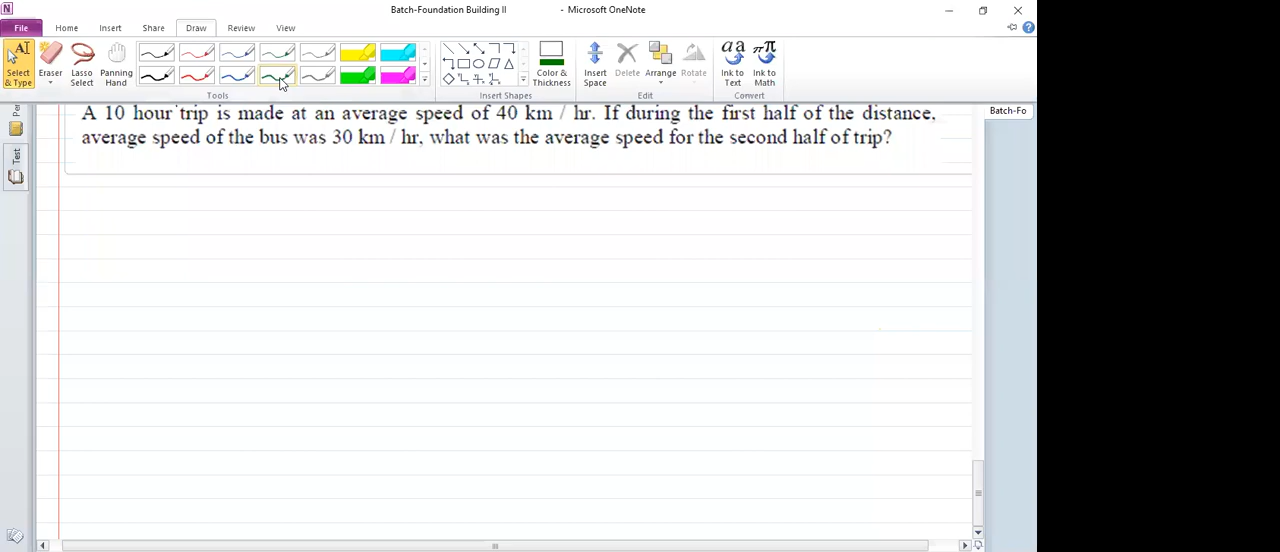 Batch-Foundation Building II - Microsoft OneNote
File Home Insert Share Draw Review View
Select & Type
Eraser
Lasso Select
Panning Hand
Color & Thickness
Insert Space
Delete
Arrange
Rotate
Ink to Text
Ink to Math
Tools Insert Shapes Edit Convert
A 10 hour trip is made at an average speed of 40 km / hr. If during the first half of the distance,
average speed of the bus was 30 km / hr, what was the average speed for the second half of trip?
Batch-Fo
Test